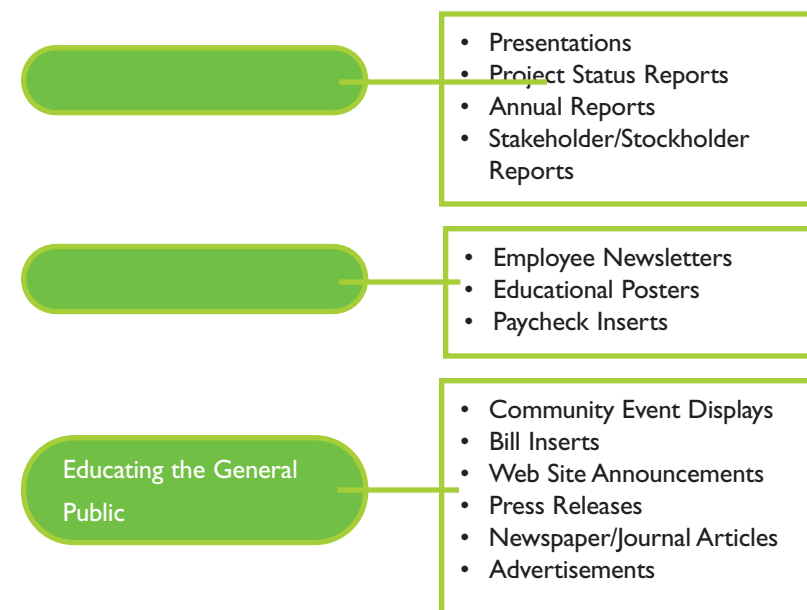 • Presentations
• Project Status Reports
• Annual Reports
• Stakeholder/Stockholder
Reports
• Employee Newsletters
• Educational Posters
• Paycheck Inserts
Educating the General
Public
• Community Event Displays
• Bill Inserts
• Web Site Announcements
• Press Releases
• Newspaper/Journal Articles
• Advertisements